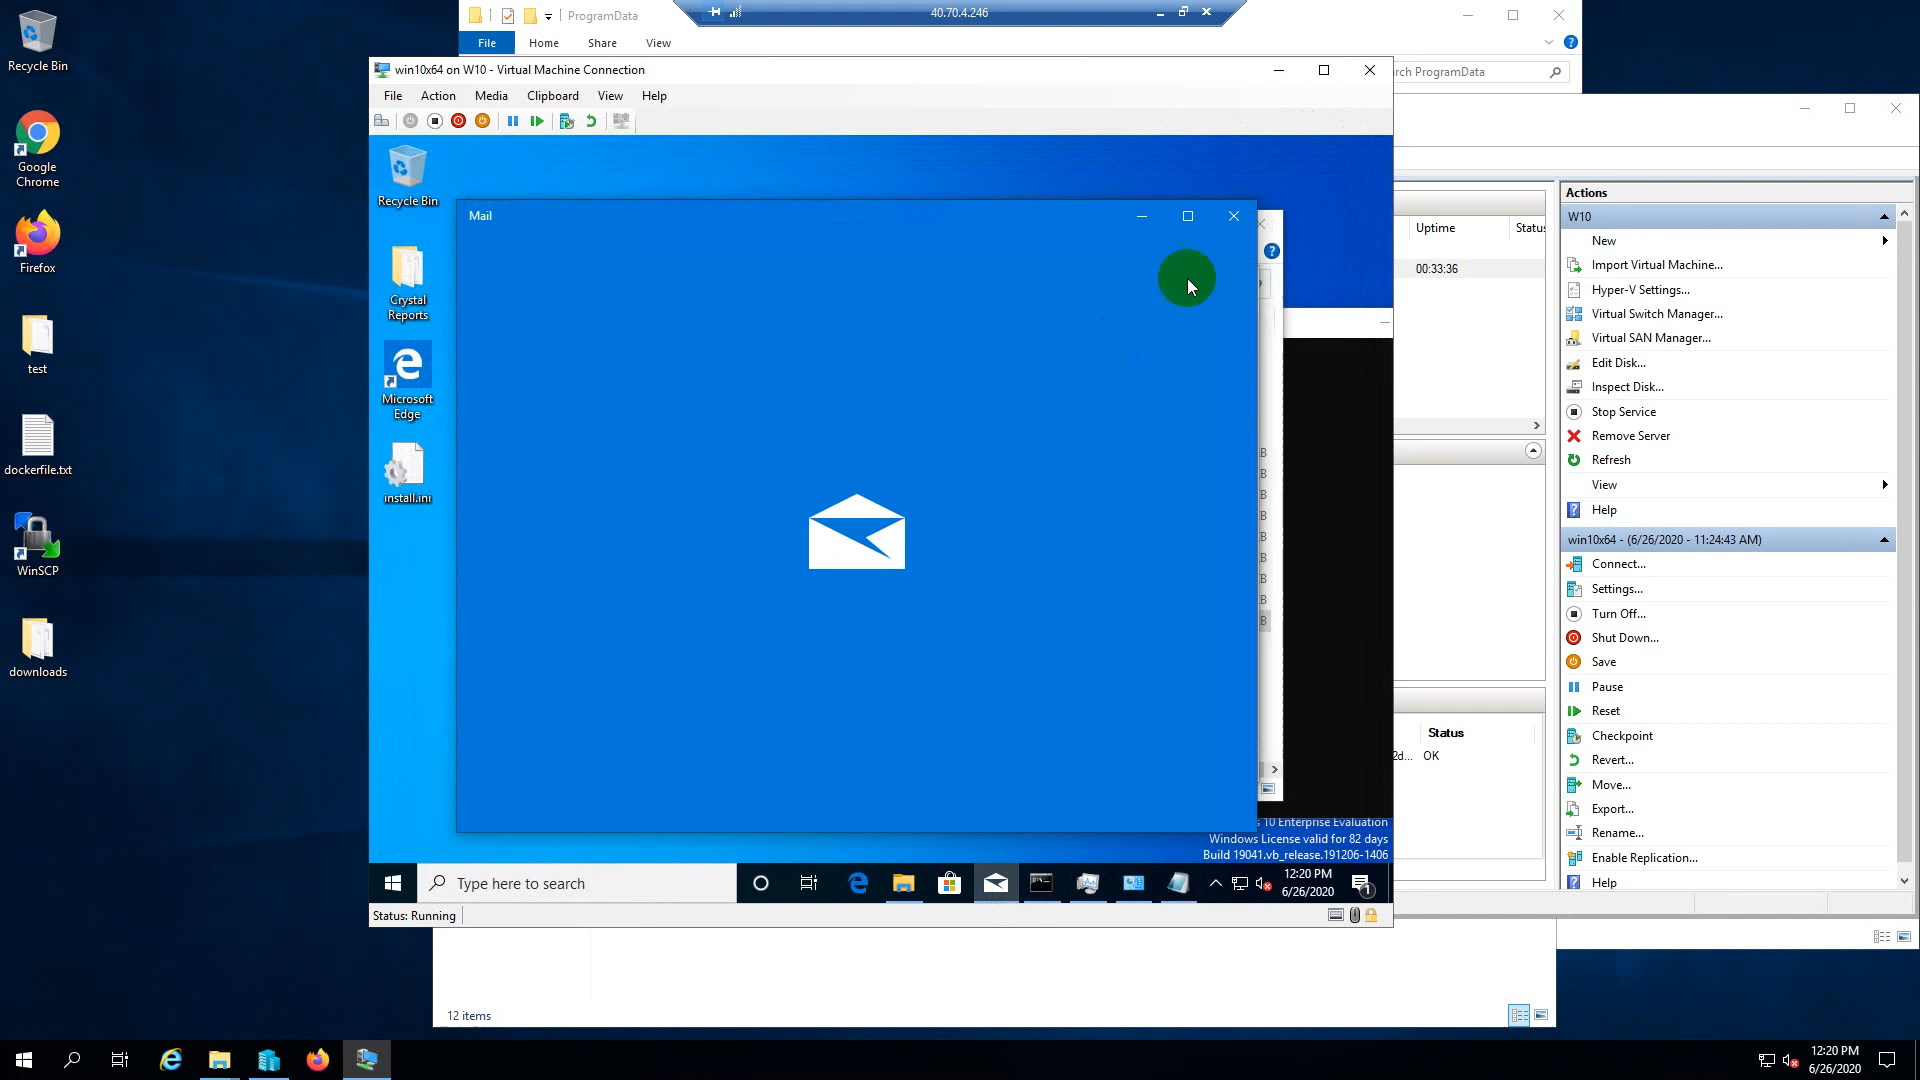 Recycle Bin
Google
Chrome
Firefox
test
dockerfile.txt
WinSCP
downloads
ProgramData
40.70.4.246
File Home Share View
rch ProgramData
win10x64 on W10 - Virtual Machine Connection
File Action Media Clipboard View Help
Recycle Bin
Crystal
Reports
Microsoft
Edge
install.ini
Mail
B
B
B
B
B
B
B
B
B
10 Enterprise Evaluation
Windows License valid for 82 days
Build 19041.vb_release.191206-1406
Type here to search
12:20 PM
6/26/2020
1
Status: Running
Uptime Status
00:33:36
Status
2d... OK
Actions
W10
New
Import Virtual Machine...
Hyper-V Settings...
Virtual Switch Manager...
Virtual SAN Manager...
Edit Disk...
Inspect Disk...
Stop Service
Remove Server
Refresh
View
Help
win10x64 - (6/26/2020 - 11:24:43 AM)
Connect...
Settings...
Turn Off...
Shut Down...
Save
Pause
Reset
Checkpoint
Revert...
Move...
Export...
Rename...
Enable Replication...
Help
12 items
12:20 PM
6/26/2020